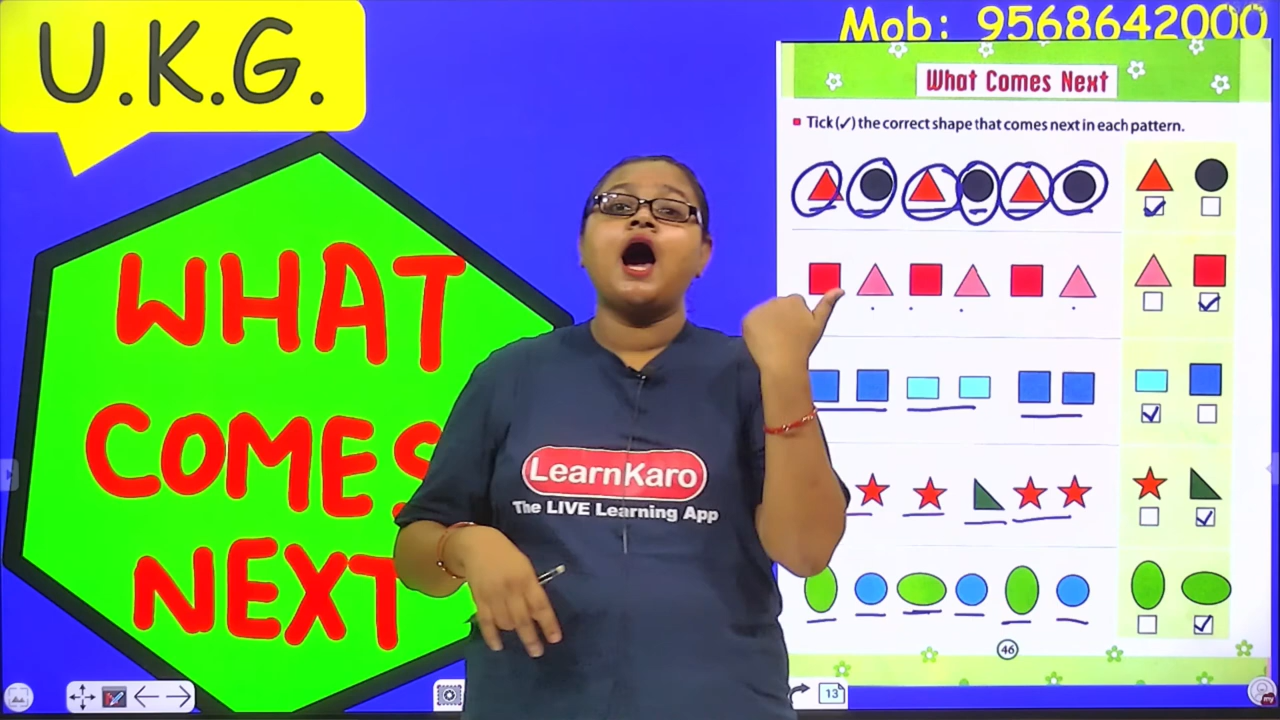 U.K.G.
Mob: 9568642000
What Comes Next
Tick (✓) the correct shape that comes next in each pattern.
WHAT
COMES
NEXT
LearnKaro
The LIVE Learning App
46
13
my